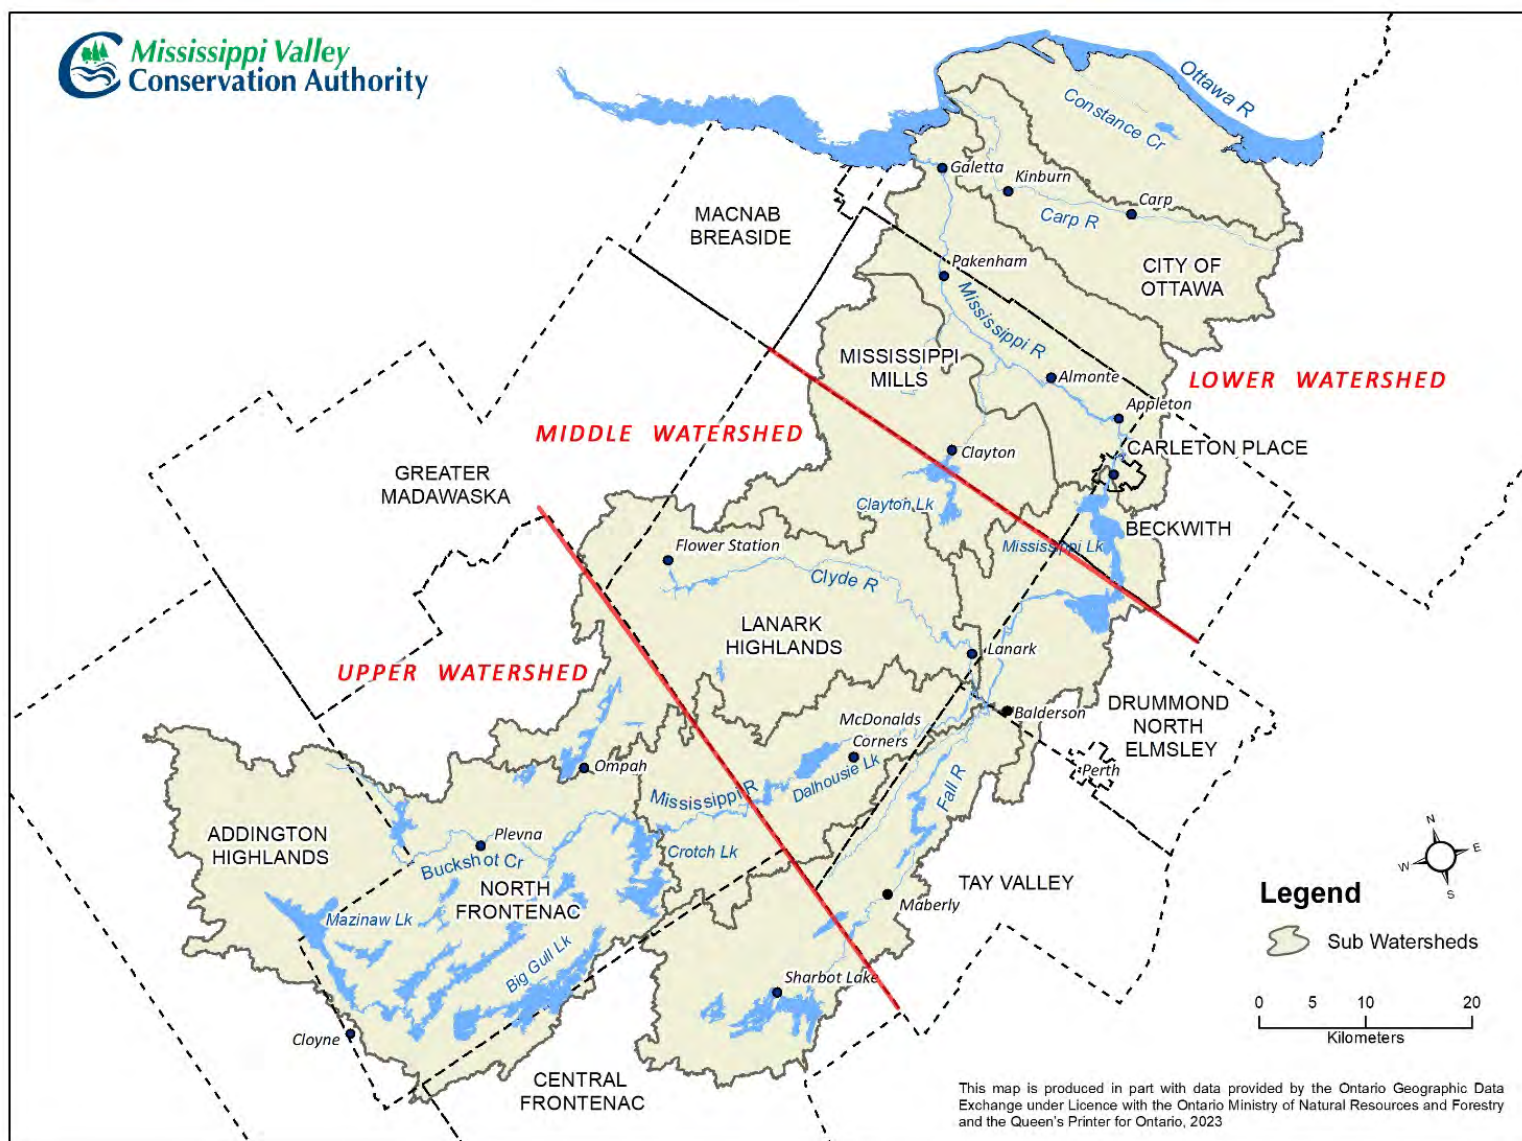 Mississippi Valley
Conservation Authority
Ottawa R
Constance Cr
Galetta
Kinburn
Carp
Carp R
MACNAB
BREASIDE
CITY OF
OTTAWA
Pakenham
Mississippi R
MISSISSIPPI
MILLS
Almonte
LOWER WATERSHED
Appleton
MIDDLE WATERSHED
CARLETON PLACE
Clayton
GREATER
MADAWASKA
Clayton Lk
BECKWITH
Mississippi Lk
Flower Station
Clyde R
LANARK
HIGHLANDS
Lanark
UPPER WATERSHED
DRUMMOND
NORTH
ELMSLEY
Balderson
McDonalds
Corners
Perth
Ompah
Dalhousie Lk
Fall R
Mississippi R
ADDINGTON
HIGHLANDS
Plevna
Crotch Lk
Buckshot Cr
NORTH
FRONTENAC
TAY VALLEY
Maberly
Mazinaw Lk
Big Gull Lk
Sharbot Lake
Cloyne
CENTRAL
FRONTENAC
N
W
E
S
Legend
Sub Watersheds
0 5 10 20
Kilometers
This map is produced in part with data provided by the Ontario Geographic Data
Exchange under Licence with the Ontario Ministry of Natural Resources and Forestry
and the Queen's Printer for Ontario, 2023